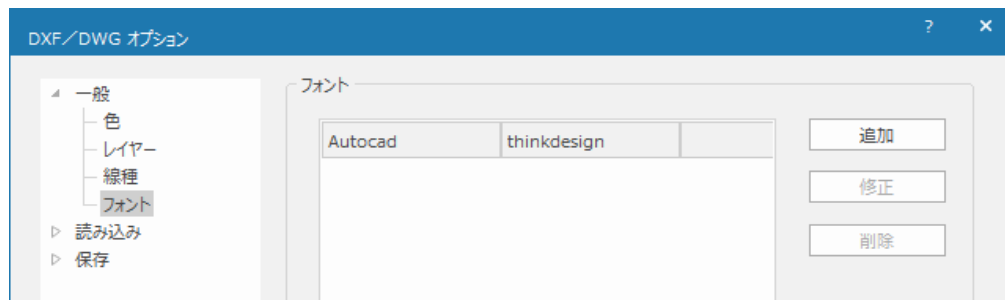 DXF／DWG オプション
?
×
一般
色
レイヤー
線種
フォント
読み込み
保存
フォント
Autocad thinkdesign
追加
修正
削除